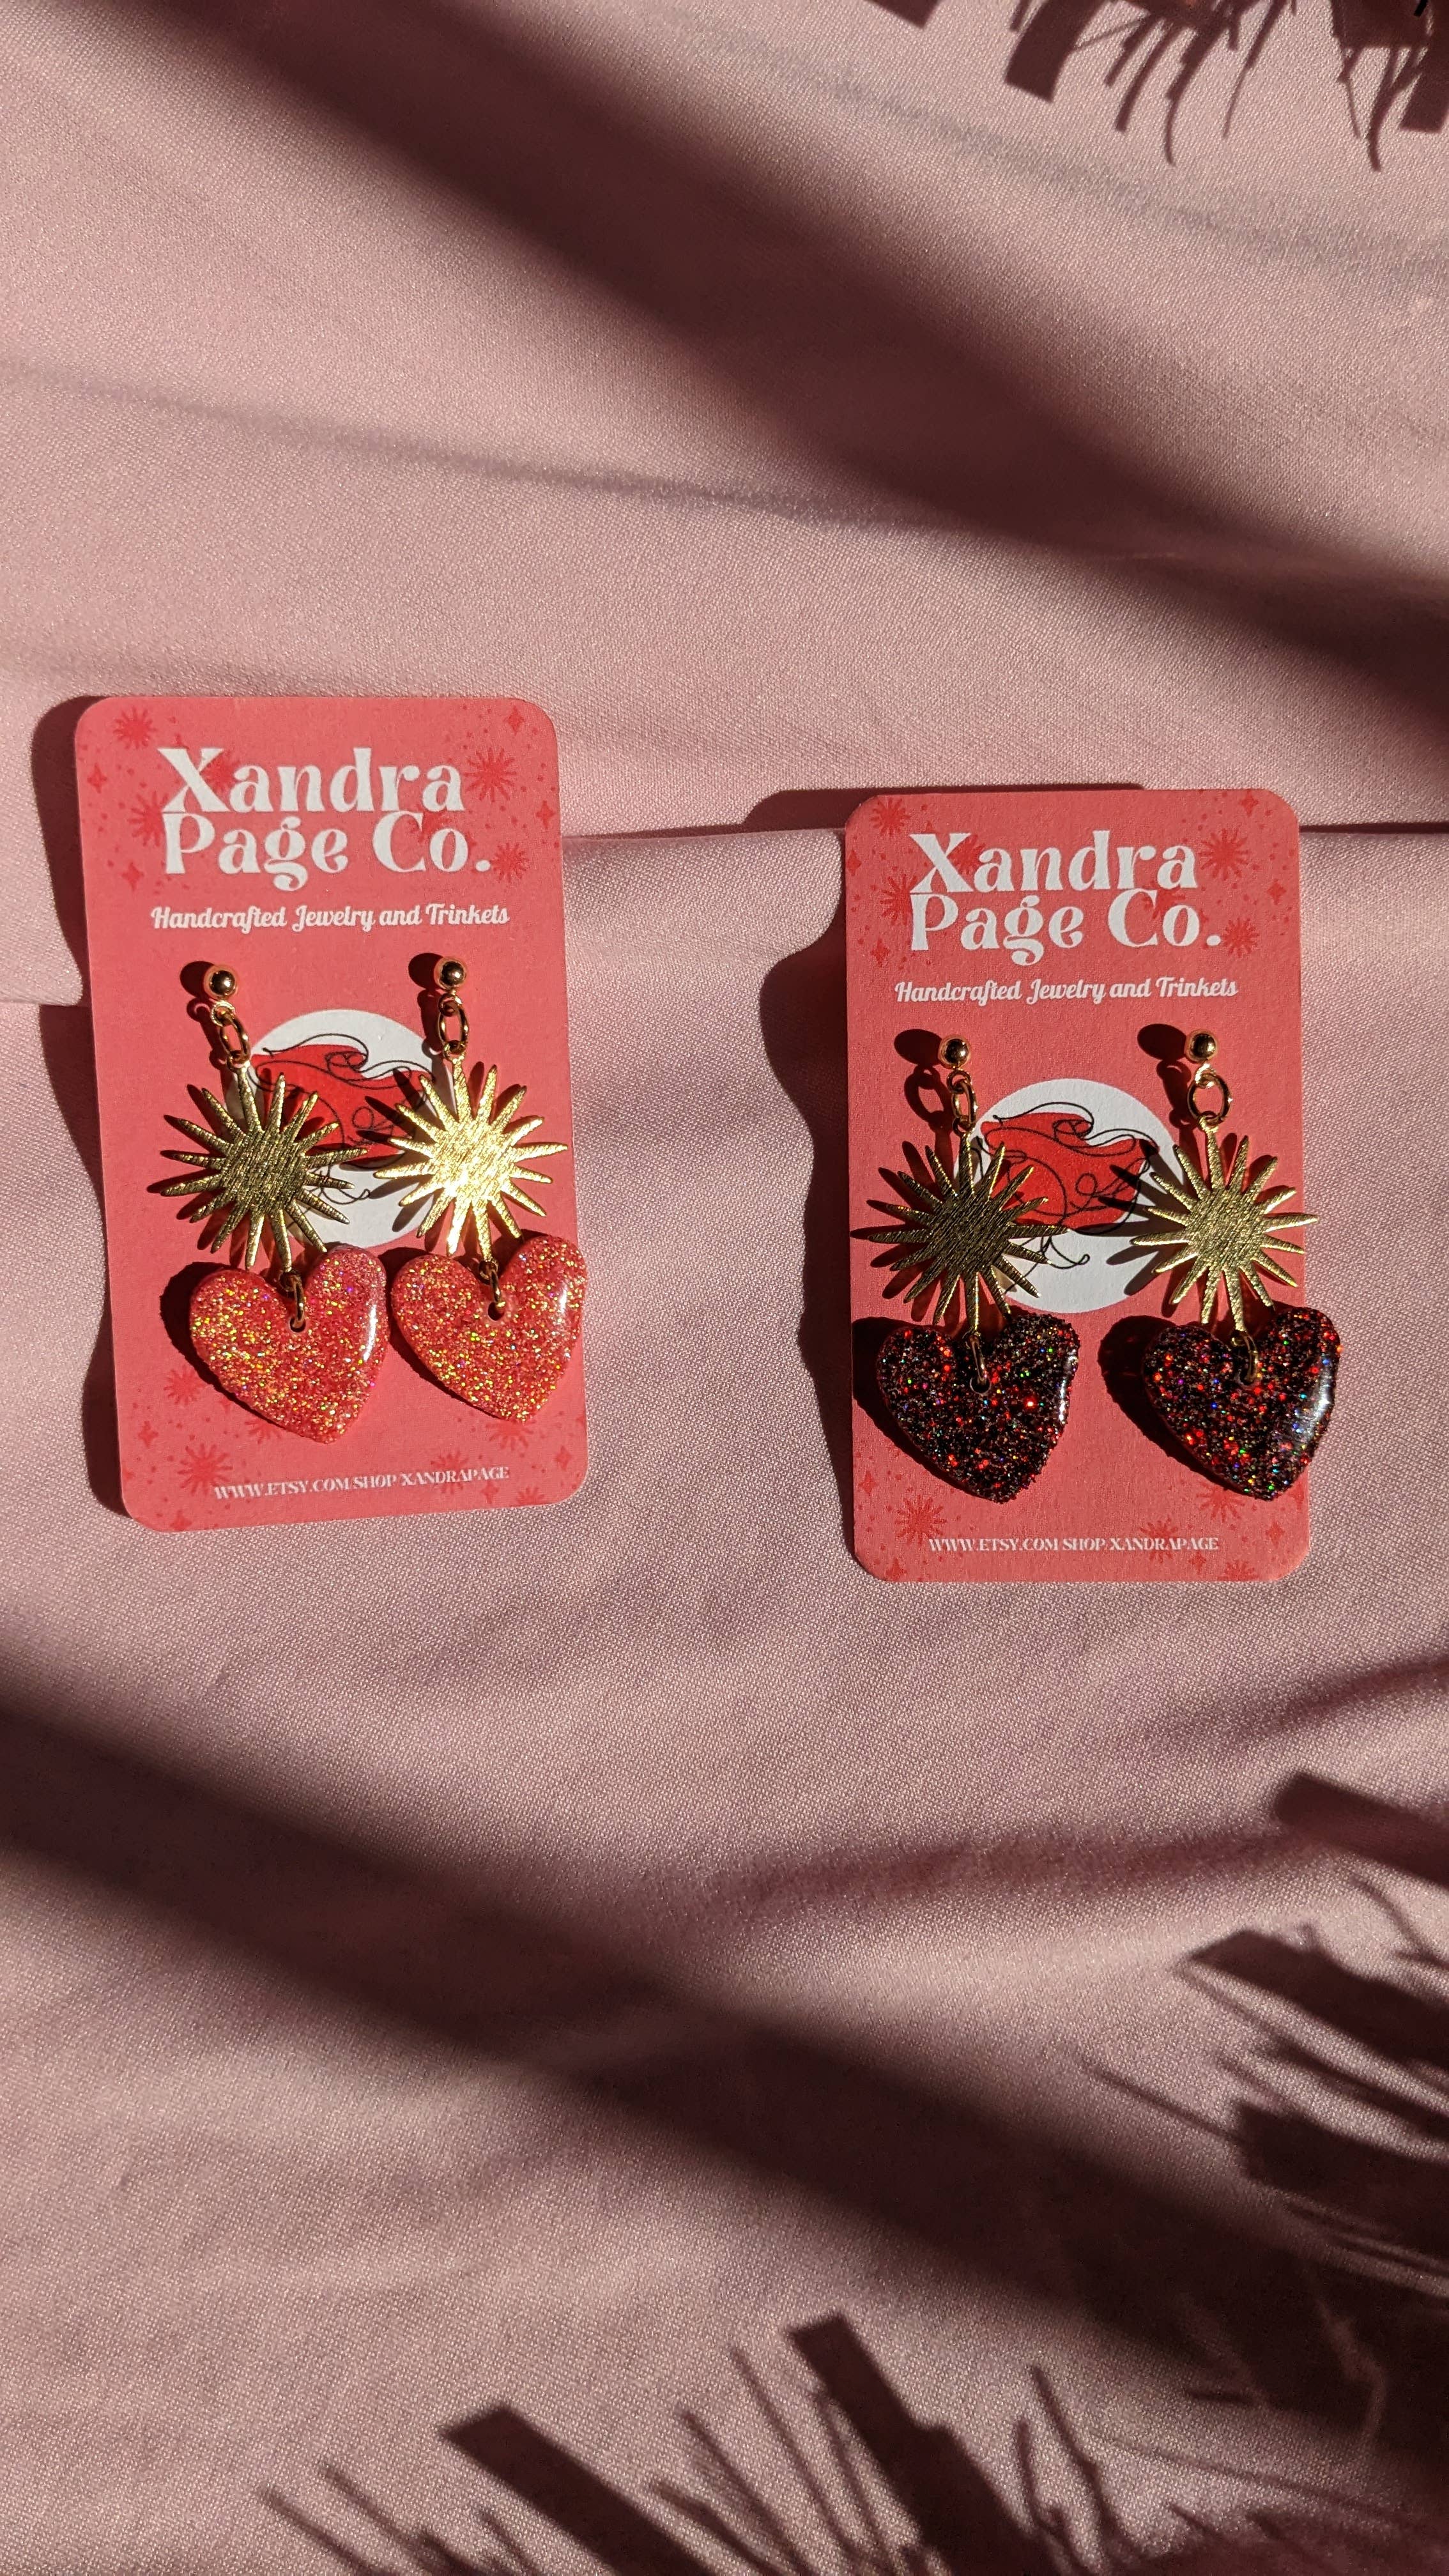 Xandra
Page Co.
Handcrafted Jewelry and Trinkets
WWW.ETSY.COM/SHOP/XANDRAPAGE
Xandra
Page Co.
Handcrafted Jewelry and Trinkets
WWW.ETSY.COM/SHOP/XANDRAPAGE